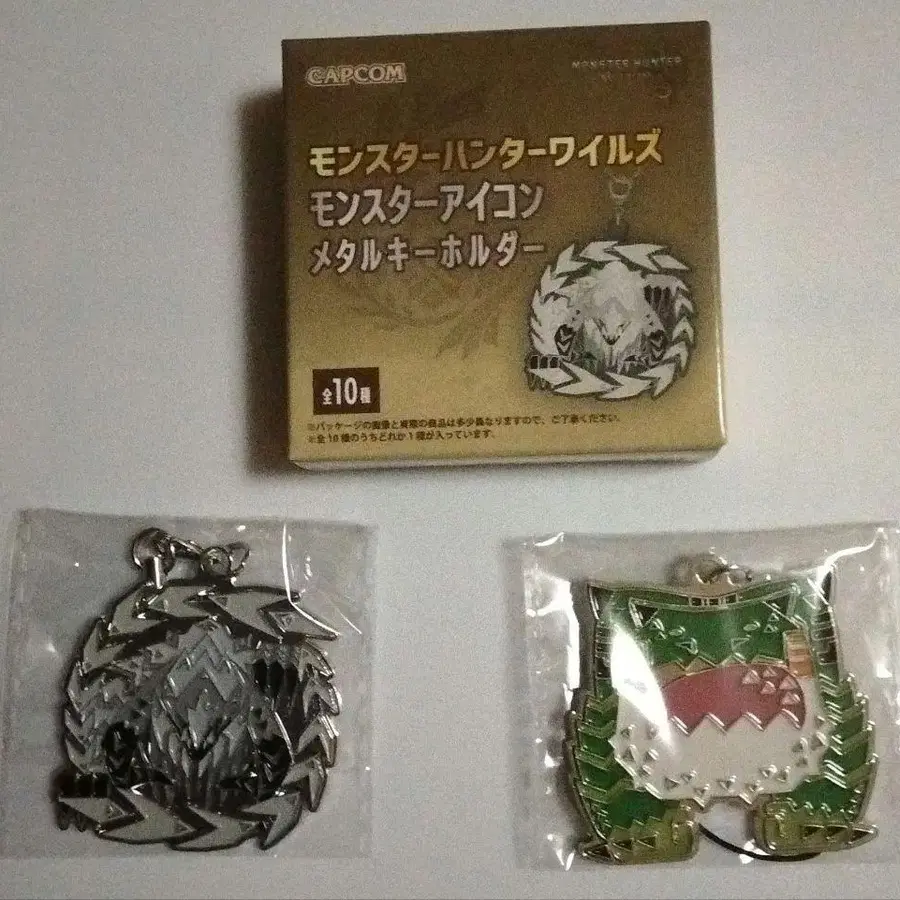 CAPCOM
MONSTER HUNTER
モンスターハンターワイルズ
モンスターアイコン
メタルキーホルダー
全10種
※パッケージの画像と実際の商品は多少異なりますので、ご了承ください。
※全10種のうちどれか1種が入っています。